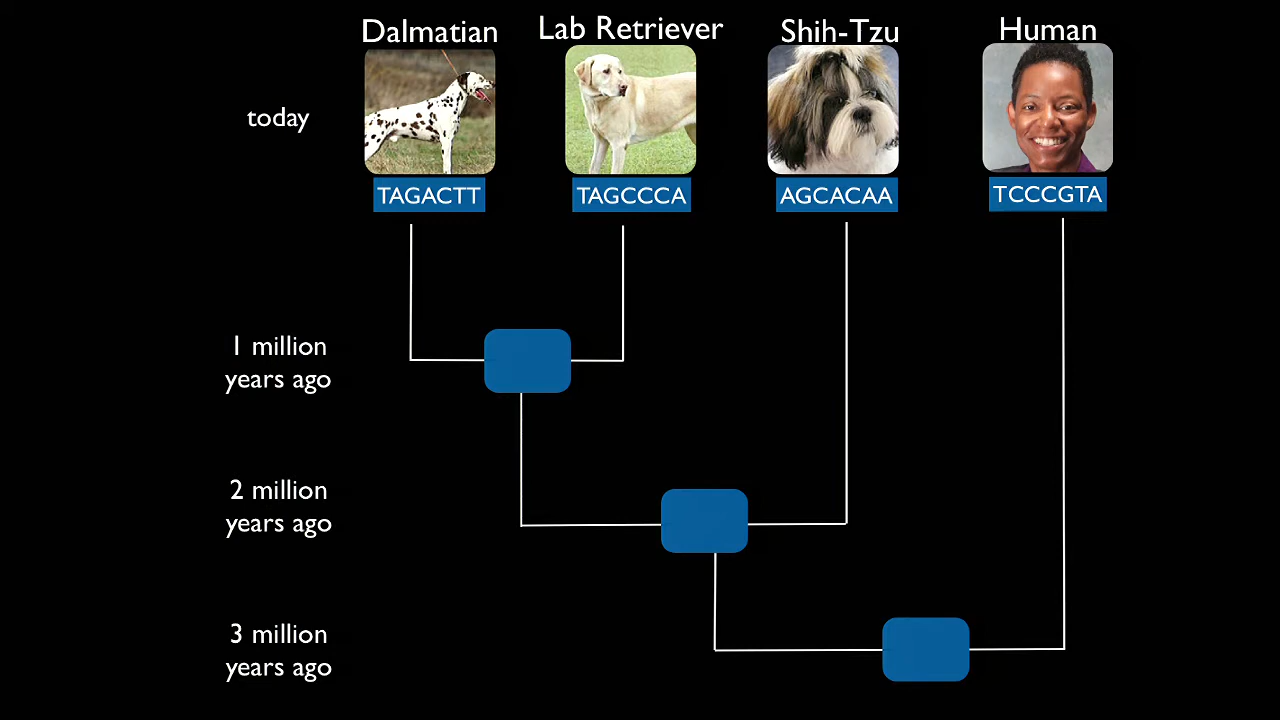 Dalmatian
Lab Retriever
Shih-Tzu
Human
today
TAGACTT
TAGCCCA
AGCACAA
TCCCGTA
1 million
years ago
2 million
years ago
3 million
years ago